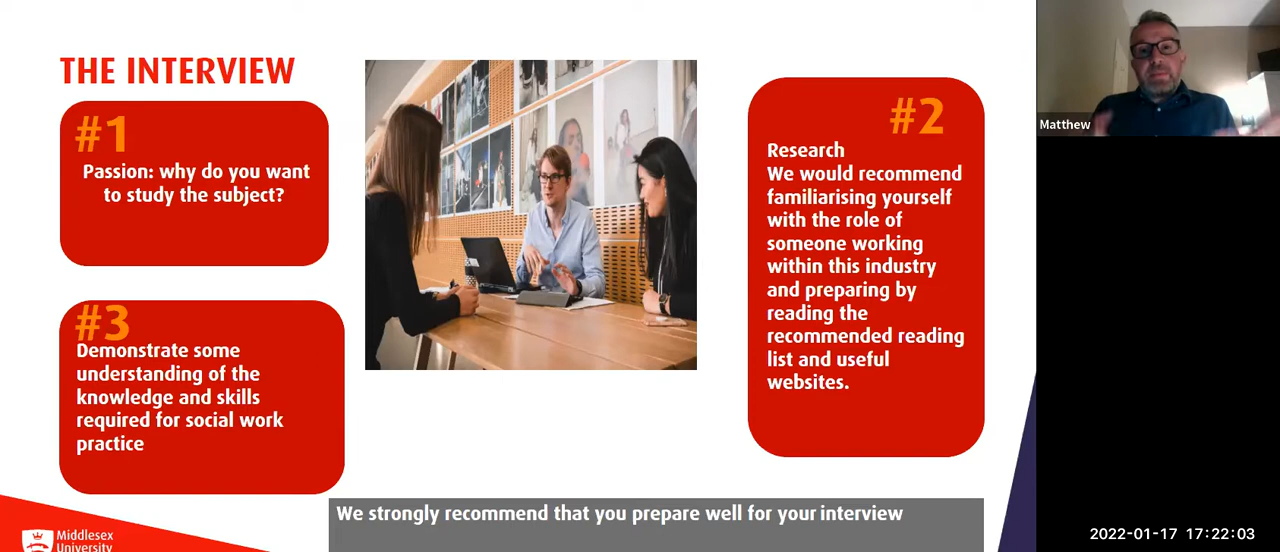 THE INTERVIEW
#1
Passion: why do you want
to study the subject?
#2
Research
We would recommend
familiarising yourself
with the role of
someone working
within this industry
and preparing by
reading the
recommended reading
list and useful
websites.
#3
Demonstrate some
understanding of the
knowledge and skills
required for social work
practice
We strongly recommend that you prepare well for your interview
Middlesex
University
Matthew
2022-01-17 17:22:03